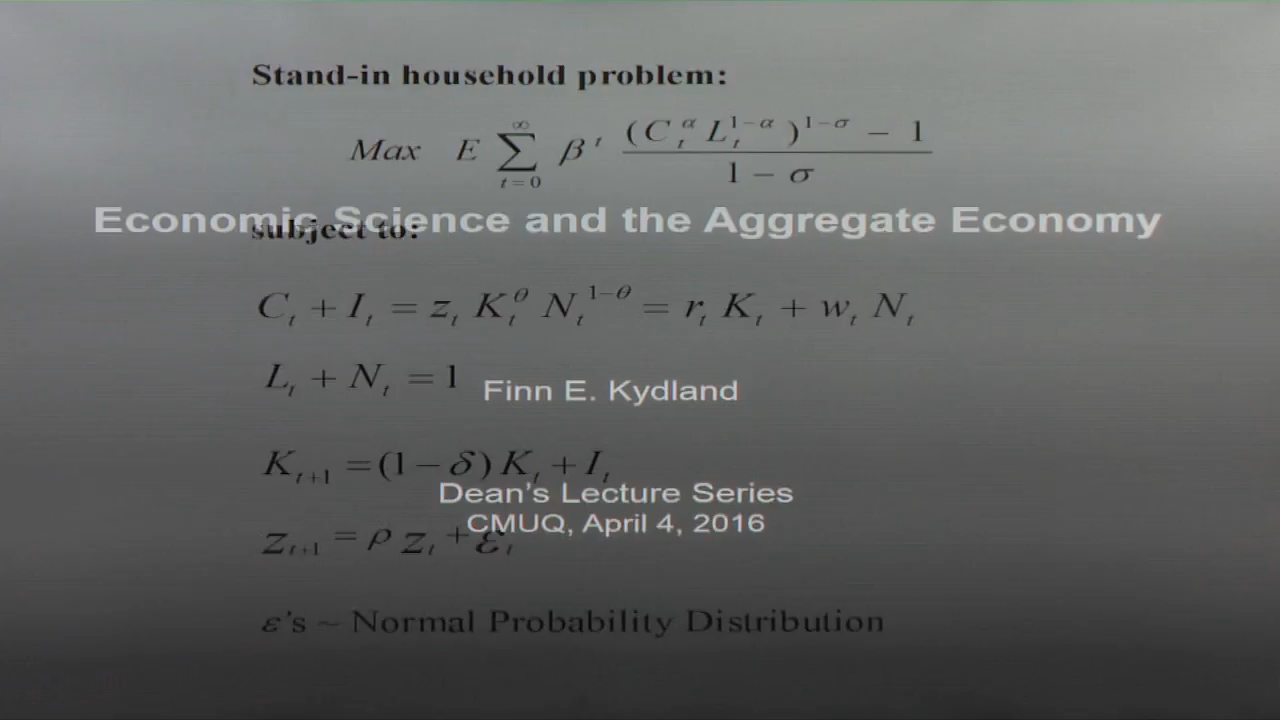 Stand-in household problem:
Max E ∑_{t=0}^{∞} β^t ((C_t^α L_t^{1-α})^{1-σ} - 1) / (1 - σ)
Economic Science and the Aggregate Economy
subject to:
C_t + I_t = z_t K_t^θ N_t^{1-θ} = r_t K_t + w_t N_t
L_t + N_t = 1
Finn E. Kydland
K_{t+1} = (1 - δ) K_t + I_t
Dean's Lecture Series
CMUQ, April 4, 2016
z_{t+1} = ρ z_t + ε_t
ε's ~ Normal Probability Distribution